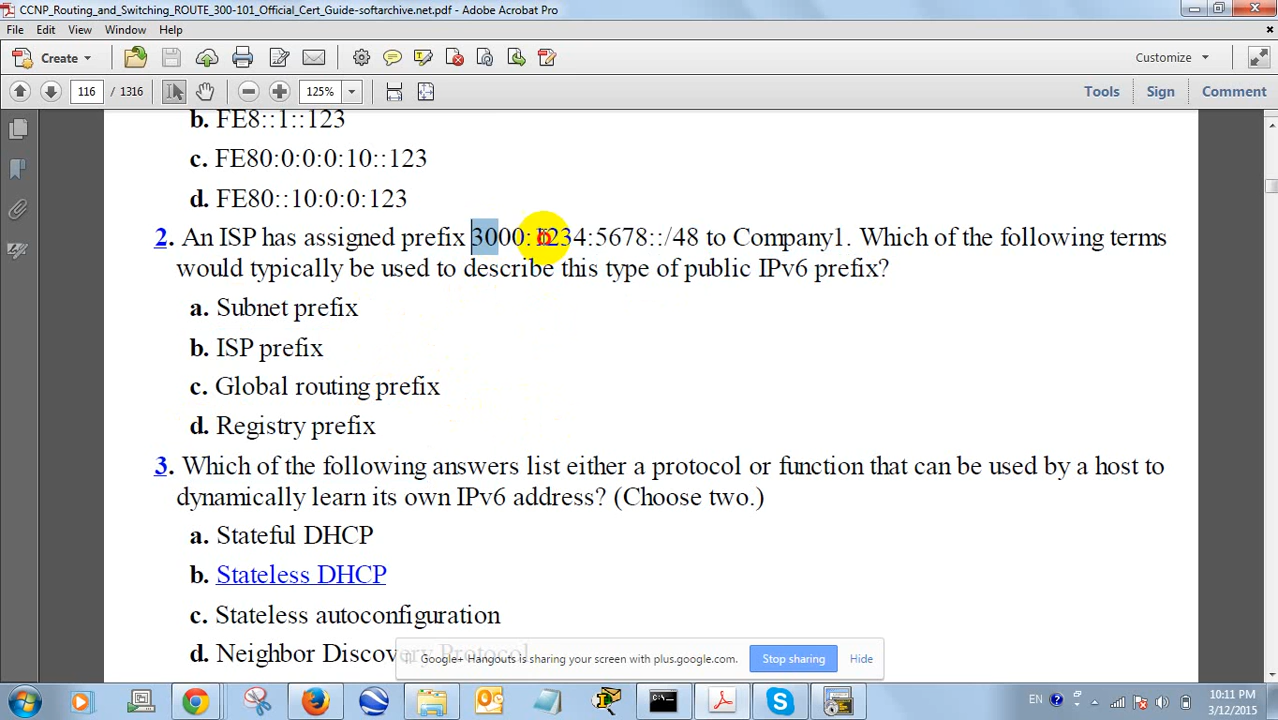 CCNP_Routing_and_Switching_ROUTE_300-101_Official_Cert_Guide-softarchive.net.pdf - Adobe Acrobat Pro
File Edit View Window Help
Create Customize
116 / 1316 125% Tools Sign Comment
b. FE8::1::123
c. FE80:0:0:0:10::123
d. FE80::10:0:0:123
2. An ISP has assigned prefix 3000:1234:5678::/48 to Company1. Which of the following terms
would typically be used to describe this type of public IPv6 prefix?
a. Subnet prefix
b. ISP prefix
c. Global routing prefix
d. Registry prefix
3. Which of the following answers list either a protocol or function that can be used by a host to
dynamically learn its own IPv6 address? (Choose two.)
a. Stateful DHCP
b. Stateless DHCP
c. Stateless autoconfiguration
d. Neighbor Discovery Protocol
Google+ Hangouts is sharing your screen with plus.google.com. Stop sharing Hide
EN 10:11 PM
3/12/2015